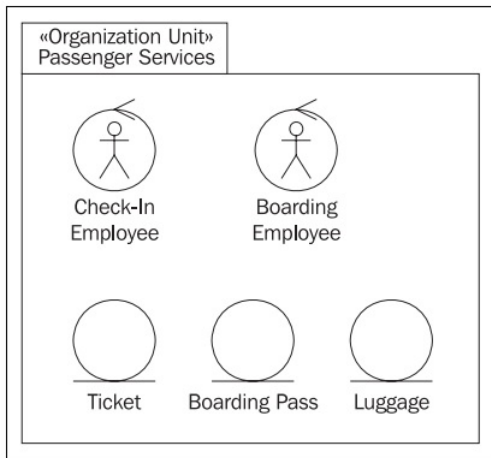 «Organization Unit»
Passenger Services
Check-In
Employee
Boarding
Employee
Ticket
Boarding Pass
Luggage